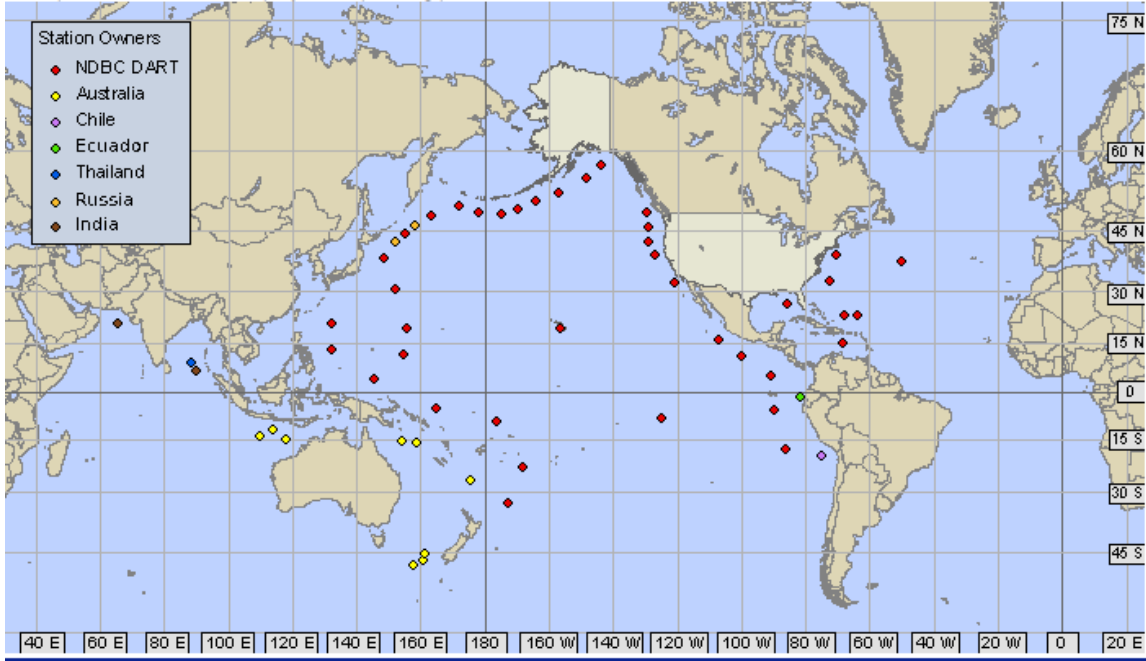 Station Owners
NDBC DART
Australia
Chile
Ecuador
Thailand
Russia
India
75 N
60 N
45 N
30 N
15 N
0
15 S
30 S
45 S
40 E 60 E 80 E 100 E 120 E 140 E 160 E 180 160 W 140 W 120 W 100 W 80 W 60 W 40 W 20 W 0 20 E